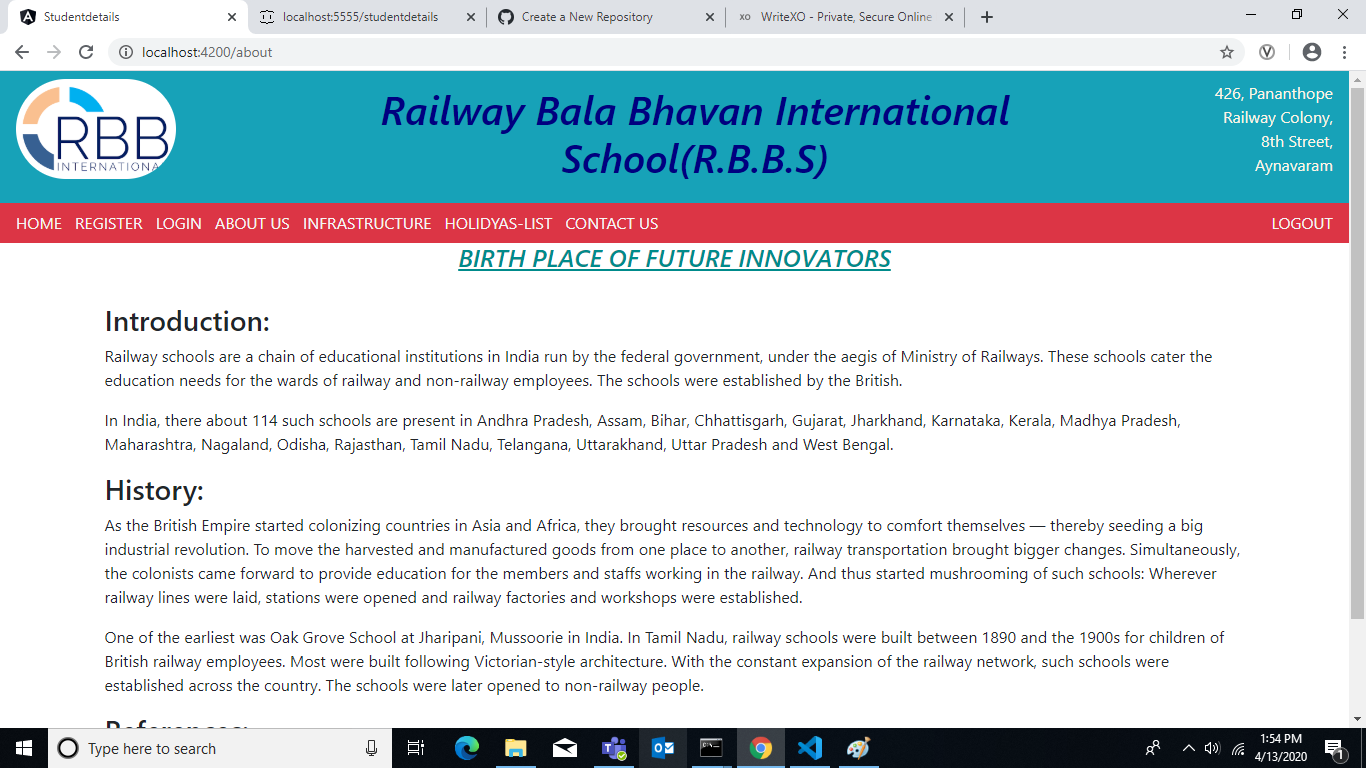 Studentdetails
localhost:5555/studentdetails
Create a New Repository
XO
WriteXO - Private, Secure Online
localhost:4200/about
RBB
INTERNATIONA
Railway Bala Bhavan International
School(R.B.B.S)
426, Pananthope
Railway Colony,
8th Street,
Aynavaram
HOME REGISTER LOGIN ABOUT US INFRASTRUCTURE HOLIDYAS-LIST CONTACT US LOGOUT
BIRTH PLACE OF FUTURE INNOVATORS
Introduction:
Railway schools are a chain of educational institutions in India run by the federal government, under the aegis of Ministry of Railways. These schools cater the
education needs for the wards of railway and non-railway employees. The schools were established by the British.
In India, there about 114 such schools are present in Andhra Pradesh, Assam, Bihar, Chhattisgarh, Gujarat, Jharkhand, Karnataka, Kerala, Madhya Pradesh,
Maharashtra, Nagaland, Odisha, Rajasthan, Tamil Nadu, Telangana, Uttarakhand, Uttar Pradesh and West Bengal.
History:
As the British Empire started colonizing countries in Asia and Africa, they brought resources and technology to comfort themselves — thereby seeding a big
industrial revolution. To move the harvested and manufactured goods from one place to another, railway transportation brought bigger changes. Simultaneously,
the colonists came forward to provide education for the members and staffs working in the railway. And thus started mushrooming of such schools: Wherever
railway lines were laid, stations were opened and railway factories and workshops were established.
One of the earliest was Oak Grove School at Jharipani, Mussoorie in India. In Tamil Nadu, railway schools were built between 1890 and the 1900s for children of
British railway employees. Most were built following Victorian-style architecture. With the constant expansion of the railway network, such schools were
established across the country. The schools were later opened to non-railway people.
References:
Type here to search
1:54 PM
4/13/2020
1